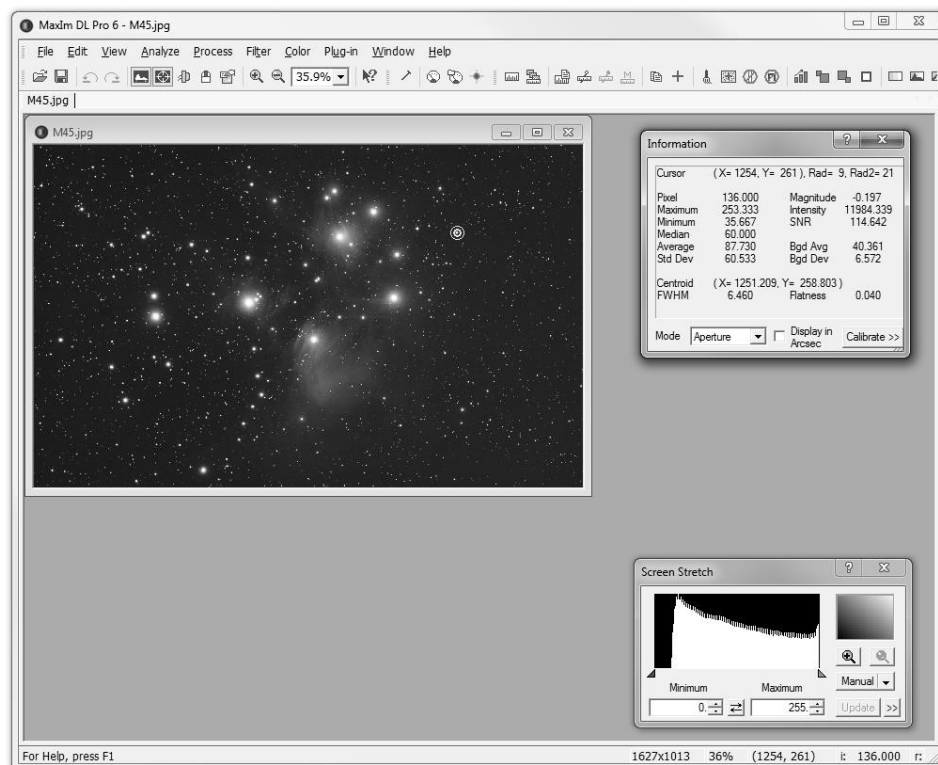 MaxIm DL Pro 6 - M45.jpg
File Edit View Analyze Process Filter Color Plug-in Window Help
35.9%
M45.jpg
M45.jpg
Information
Cursor ( X= 1254, Y= 261 ), Rad= 9, Rad2= 21
Pixel 136.000 Magnitude -0.197
Maximum 253.333 Intensity 11984.339
Minimum 35.667 SNR 114.642
Median 60.000
Average 87.730 Bgd Avg 40.361
Std Dev 60.533 Bgd Dev 6.572
Centroid ( X= 1251.209, Y= 258.803 )
FWHM 6.460 Flatness 0.040
Mode Aperture Display in Arcsec Calibrate >>
Screen Stretch
Minimum Maximum Manual
0. 255. Update >>
For Help, press F1 1627x1013 36% (1254, 261) i: 136.000 r: